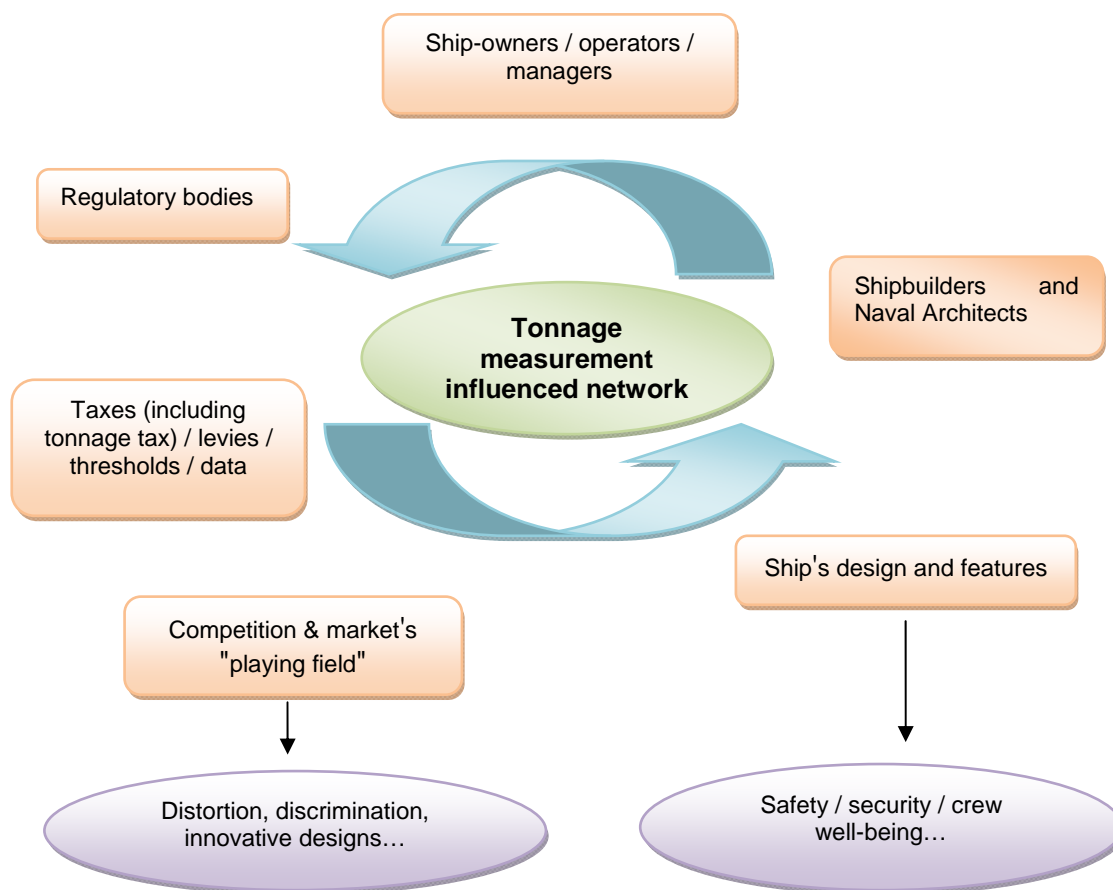 Ship-owners / operators /
managers
Regulatory bodies
Shipbuilders and
Naval Architects
Tonnage
measurement
influenced network
Taxes (including
tonnage tax) / levies /
thresholds / data
Ship's design and features
Competition & market's
"playing field"
Distortion, discrimination,
innovative designs…
Safety / security / crew
well-being…